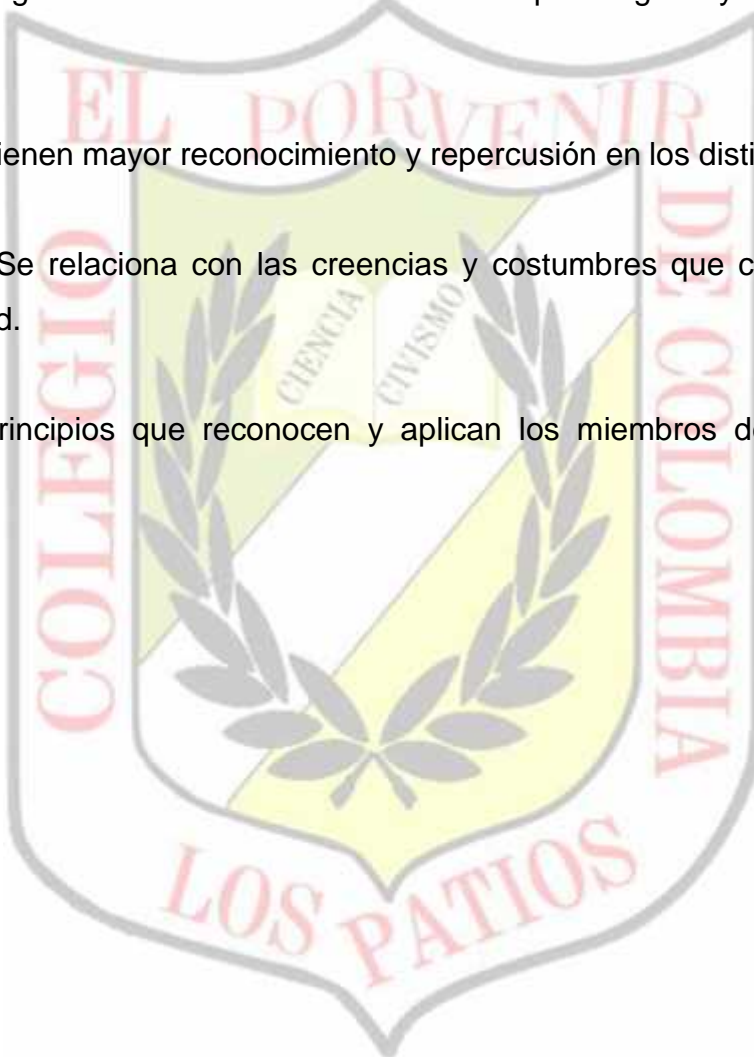 EL PORVENIR
ienen mayor reconocimiento y repercusión en los disti
Se relaciona con las creencias y costumbres que c
d.
rincipios que reconocen y aplican los miembros d
COLEGIO
CIENCIA
CIVISMO
DE COLOMBIA
LOS PATIOS